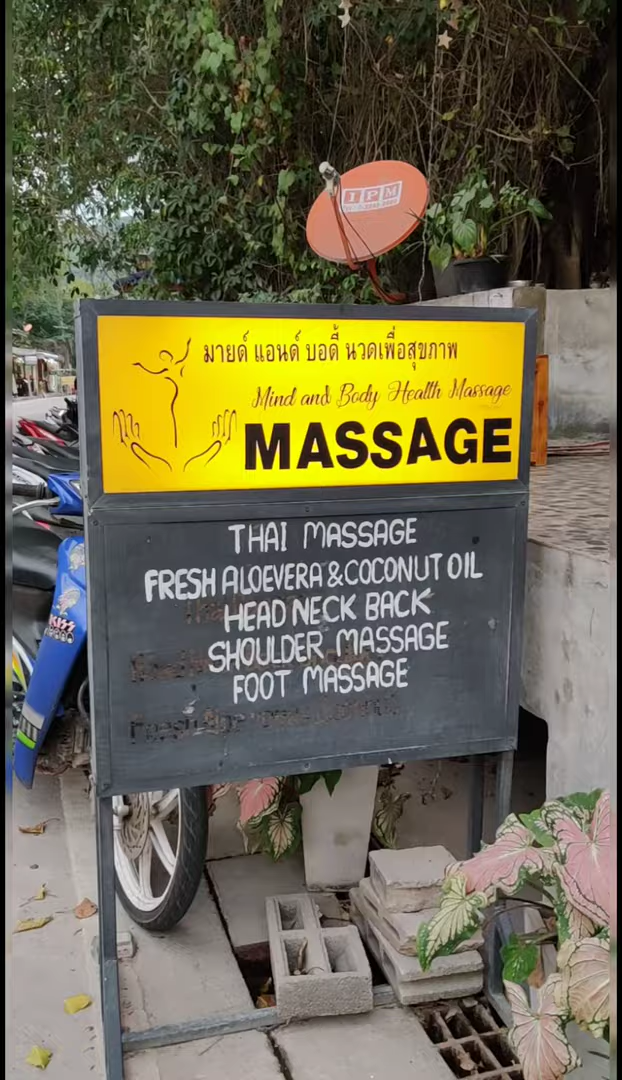 IPM
มายด์ แอนด์ บอดี้ นวดเพื่อสุขภาพ
Mind and Body Health Massage
MASSAGE
THAI MASSAGE
FRESH ALOEVERA & COCONUT OIL
HEAD NECK BACK
SHOULDER MASSAGE
FOOT MASSAGE
KISS